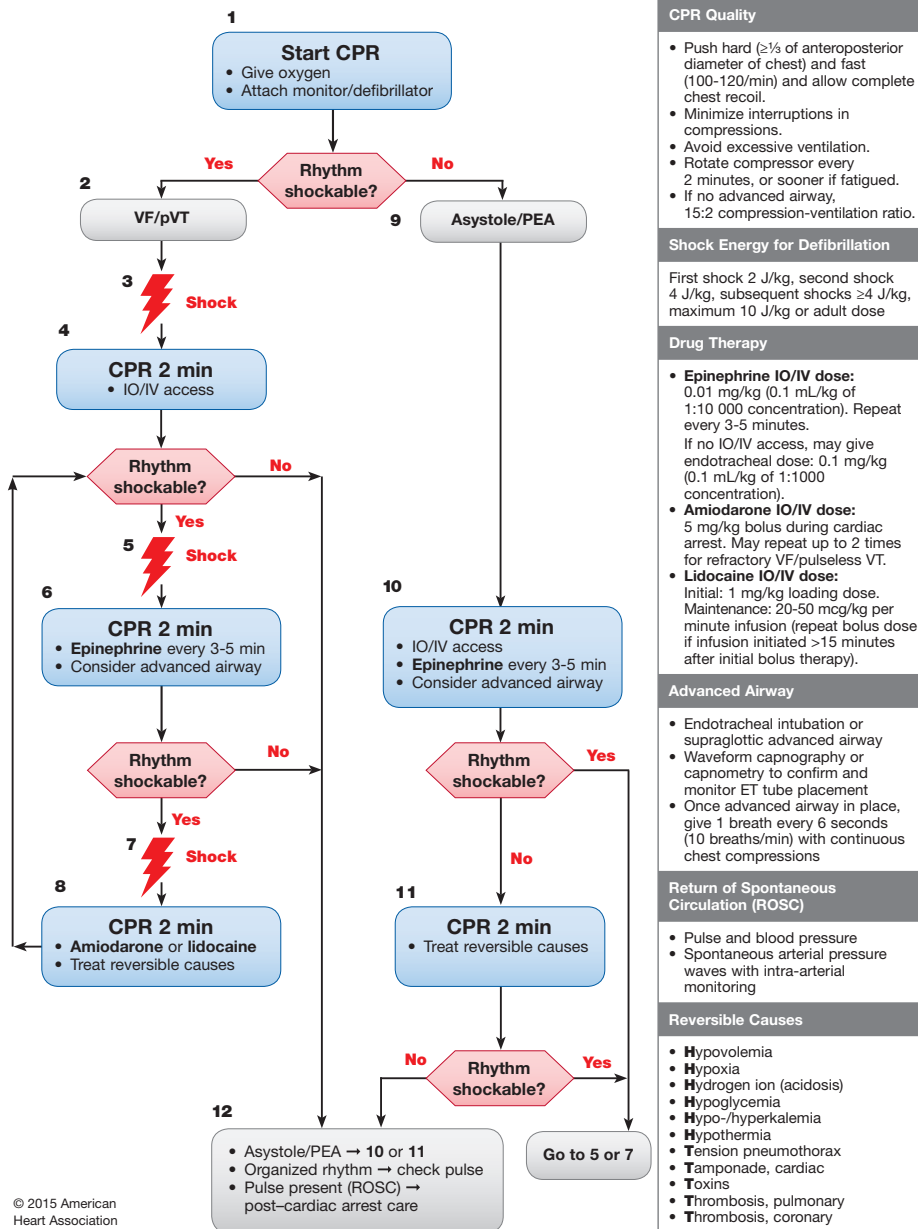 1
Start CPR
• Give oxygen
• Attach monitor/defibrillator
Rhythm
shockable?
Yes
No
2
VF/pVT
9
Asystole/PEA
3
Shock
4
CPR 2 min
• IO/IV access
Rhythm
shockable?
No
Yes
5
Shock
6
CPR 2 min
• Epinephrine every 3-5 min
• Consider advanced airway
Rhythm
shockable?
No
Yes
7
Shock
8
CPR 2 min
• Amiodarone or lidocaine
• Treat reversible causes
10
CPR 2 min
• IO/IV access
• Epinephrine every 3-5 min
• Consider advanced airway
Rhythm
shockable?
Yes
No
11
CPR 2 min
• Treat reversible causes
No
Rhythm
shockable?
Yes
12
• Asystole/PEA → 10 or 11
• Organized rhythm → check pulse
• Pulse present (ROSC) →
post–cardiac arrest care
Go to 5 or 7
© 2015 American
Heart Association
CPR Quality
• Push hard (≥⅓ of anteroposterior
diameter of chest) and fast
(100-120/min) and allow complete
chest recoil.
• Minimize interruptions in
compressions.
• Avoid excessive ventilation.
• Rotate compressor every
2 minutes, or sooner if fatigued.
• If no advanced airway,
15:2 compression-ventilation ratio.
Shock Energy for Defibrillation
First shock 2 J/kg, second shock
4 J/kg, subsequent shocks ≥4 J/kg,
maximum 10 J/kg or adult dose
Drug Therapy
• Epinephrine IO/IV dose:
0.01 mg/kg (0.1 mL/kg of
1:10 000 concentration). Repeat
every 3-5 minutes.
If no IO/IV access, may give
endotracheal dose: 0.1 mg/kg
(0.1 mL/kg of 1:1000
concentration).
• Amiodarone IO/IV dose:
5 mg/kg bolus during cardiac
arrest. May repeat up to 2 times
for refractory VF/pulseless VT.
• Lidocaine IO/IV dose:
Initial: 1 mg/kg loading dose.
Maintenance: 20-50 mcg/kg per
minute infusion (repeat bolus dose
if infusion initiated >15 minutes
after initial bolus therapy).
Advanced Airway
• Endotracheal intubation or
supraglottic advanced airway
• Waveform capnography or
capnometry to confirm and
monitor ET tube placement
• Once advanced airway in place,
give 1 breath every 6 seconds
(10 breaths/min) with continuous
chest compressions
Return of Spontaneous
Circulation (ROSC)
• Pulse and blood pressure
• Spontaneous arterial pressure
waves with intra-arterial
monitoring
Reversible Causes
• Hypovolemia
• Hypoxia
• Hydrogen ion (acidosis)
• Hypoglycemia
• Hypo-/hyperkalemia
• Hypothermia
• Tension pneumothorax
• Tamponade, cardiac
• Toxins
• Thrombosis, pulmonary
• Thrombosis, coronary